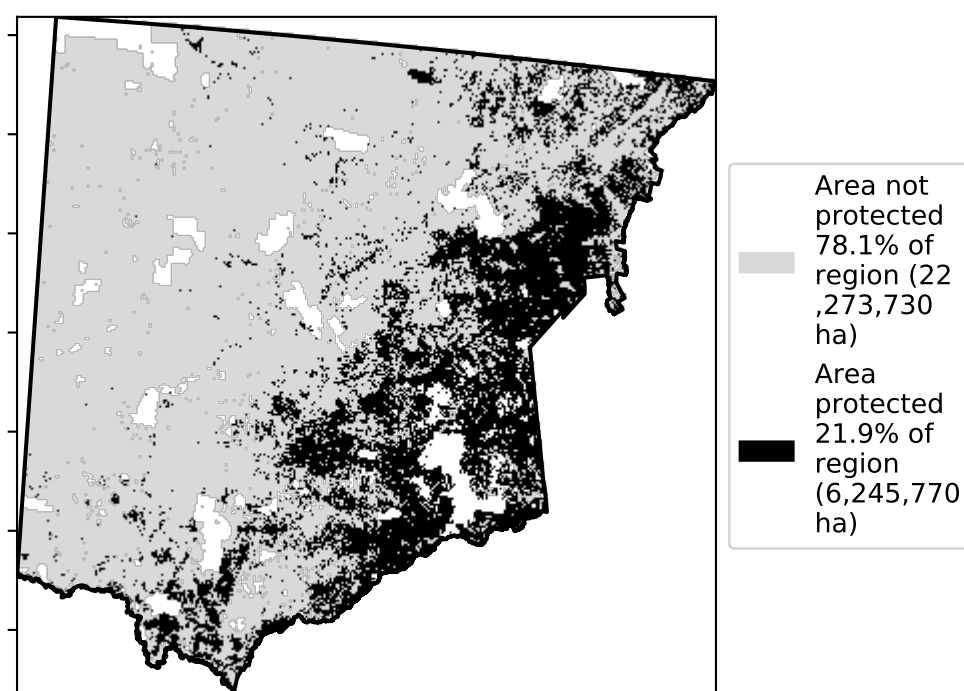 Area not
protected
78.1% of
region (22
,273,730
ha)
Area
protected
21.9% of
region
(6,245,770
ha)